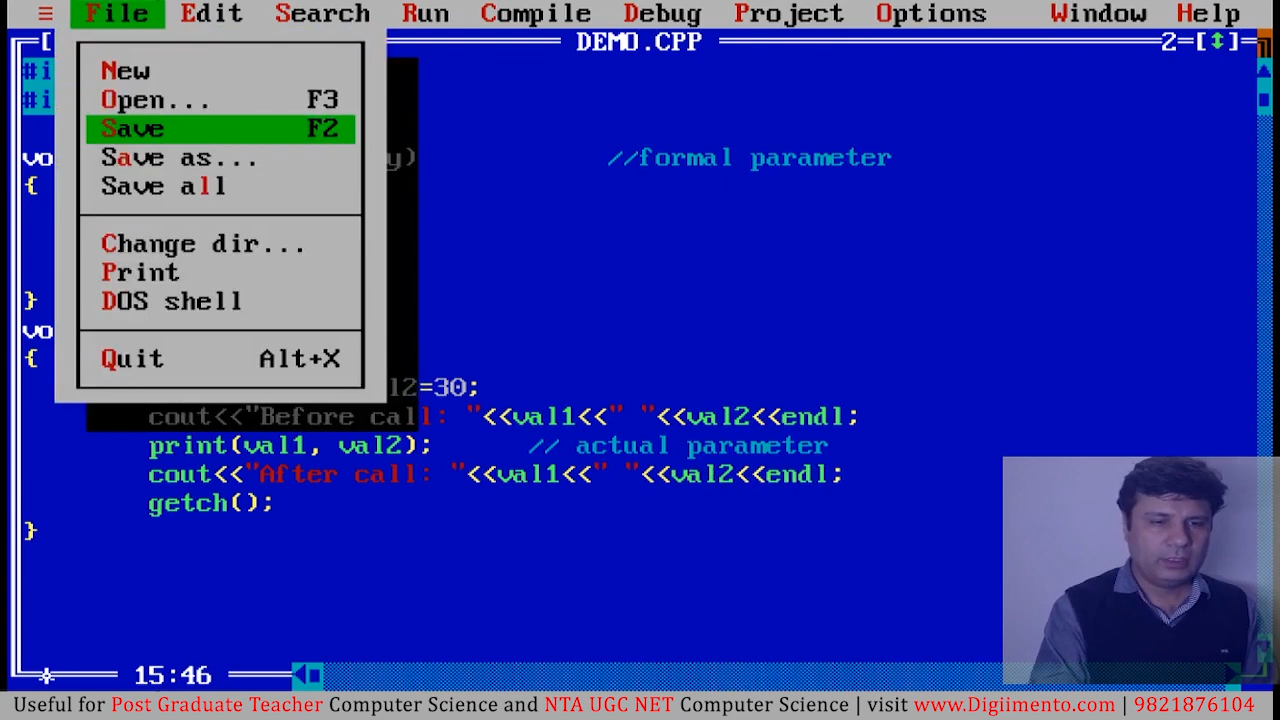 ≡ File Edit Search Run Compile Debug Project Options Window Help
[ DEMO.CPP 2=[↕]
#i
#i
New
Open... F3
Save F2
Save as...
Save all
Change dir...
Print
DOS shell
Quit Alt+X
vo y) //formal parameter
{
}
vo
{
l2=30;
cout<<"Before call: "<<val1<<" "<<val2<<endl;
print(val1, val2); // actual parameter
cout<<"After call: "<<val1<<" "<<val2<<endl;
getch();
}
15:46
Useful for Post Graduate Teacher Computer Science and NTA UGC NET Computer Science | visit www.Digiimento.com | 9821876104